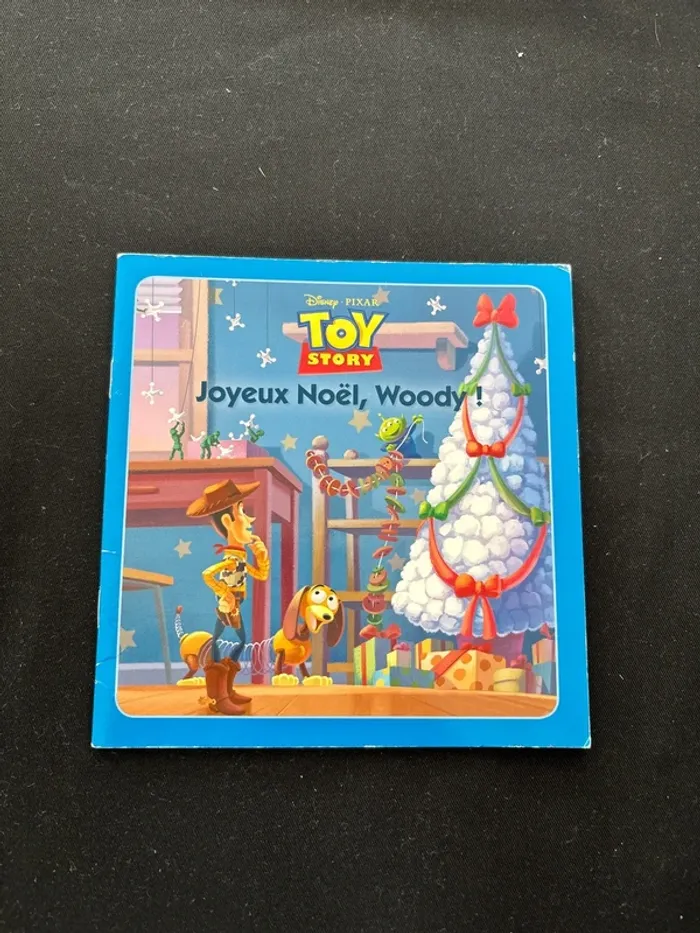 Disney · PIXAR
TOY
STORY
Joyeux Noël, Woody !